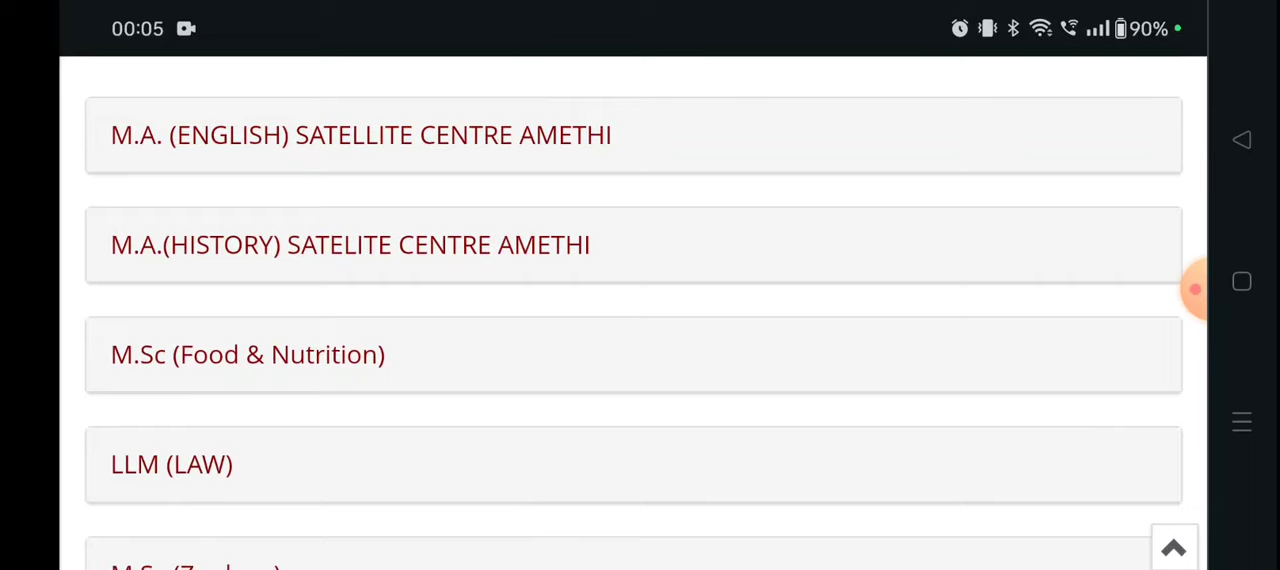 00:05
90%
M.A. (ENGLISH) SATELLITE CENTRE AMETHI
M.A.(HISTORY) SATELITE CENTRE AMETHI
M.Sc (Food & Nutrition)
LLM (LAW)